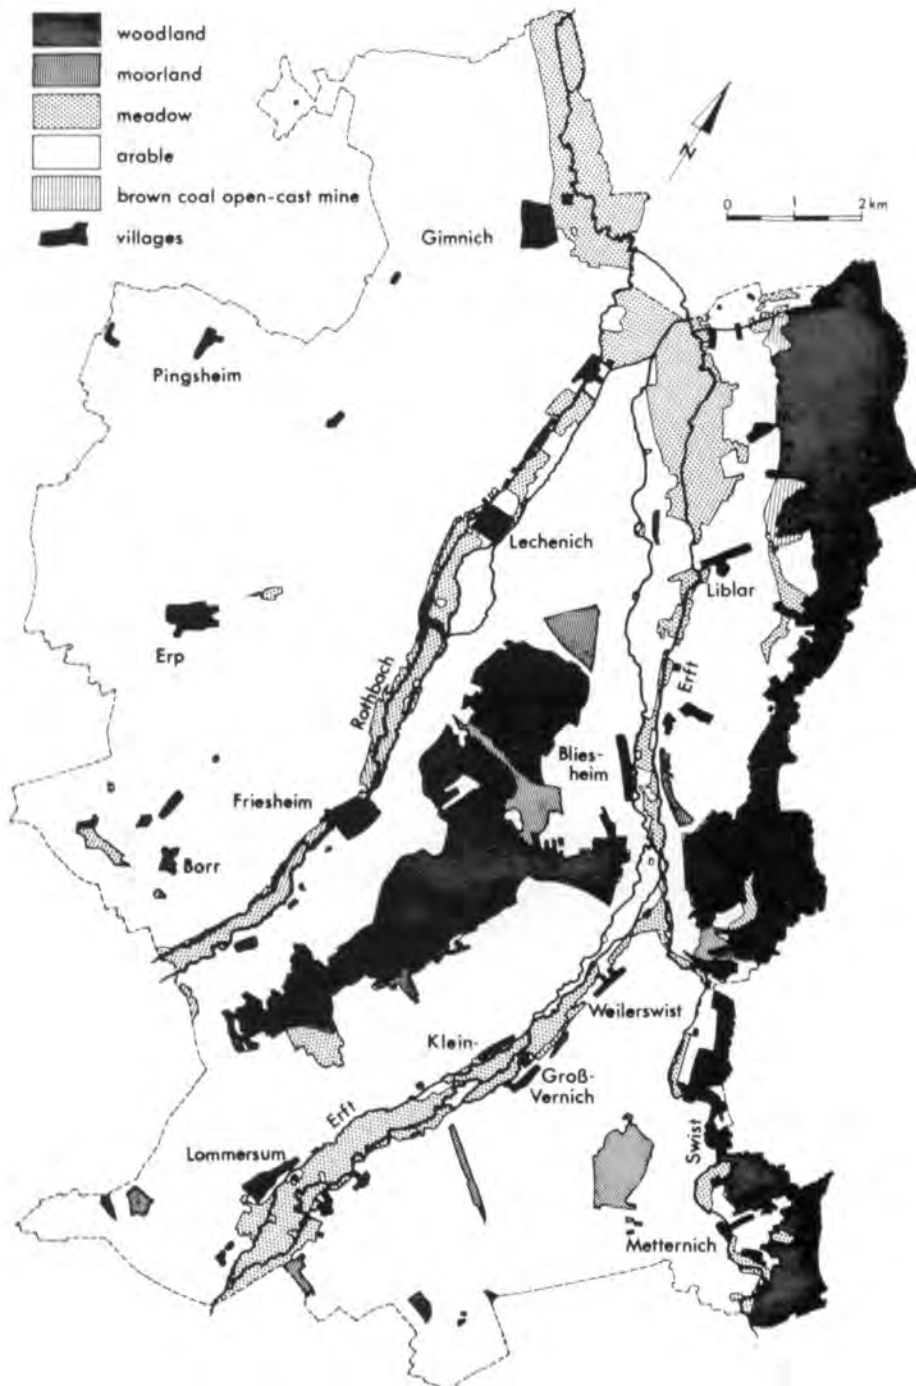 woodland
moorland
meadow
arable
brown coal open-cast mine
villages
N
0 1 2 km
Gimnich
Pingsheim
Lechenich
Liblar
Erp
Rothbach
Erft
Blies-
heim
Friesheim
Borr
Weilerswist
Klein-
Groß-
Vernich
Erft
Lommersum
Swist
Metternich